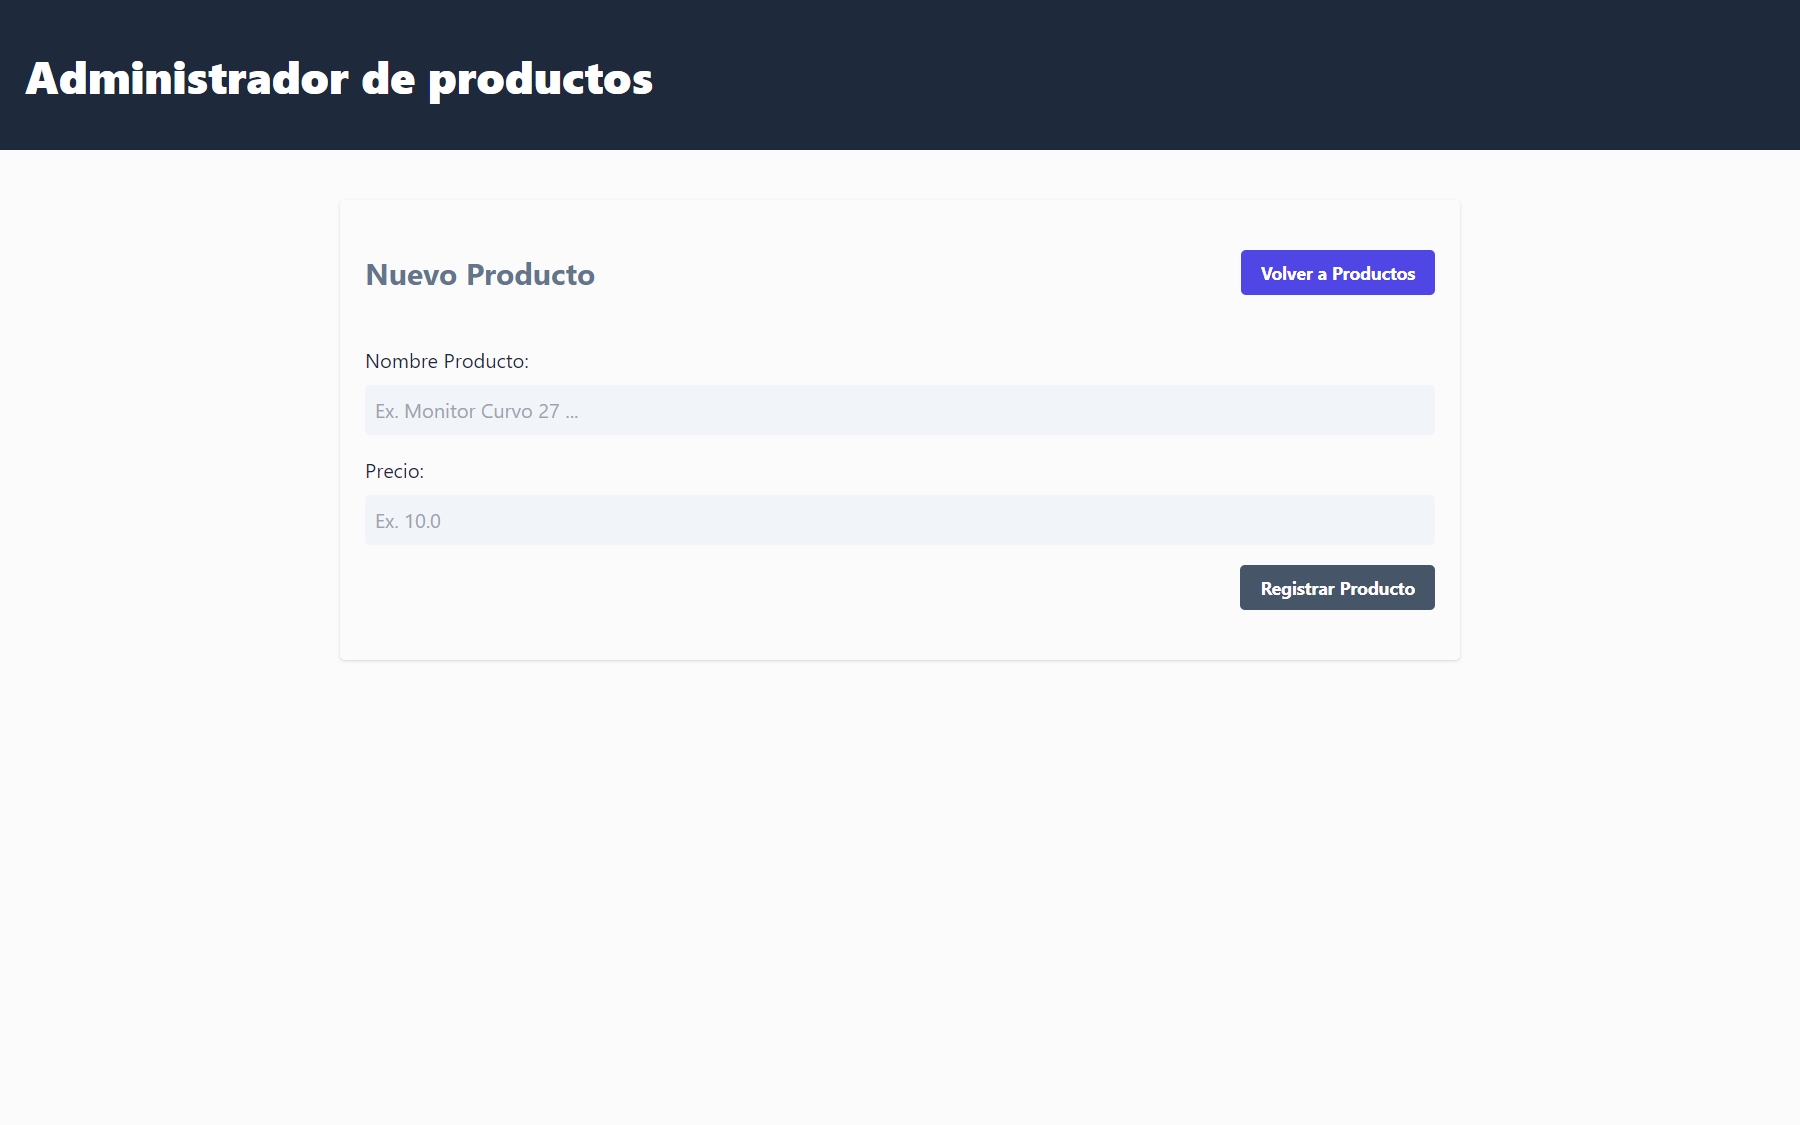 Administrador de productos
Nuevo Producto
Volver a Productos
Nombre Producto:
Ex. Monitor Curvo 27 ...
Precio:
Ex. 10.0
Registrar Producto